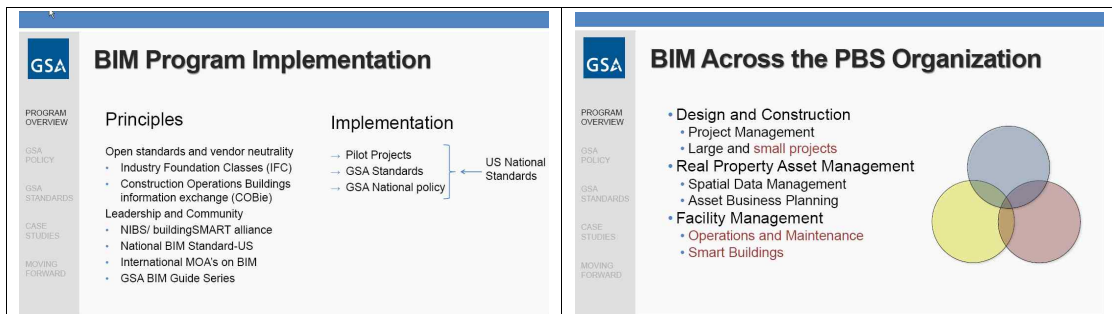 GSA
BIM Program Implementation
PROGRAM
OVERVIEW
GSA
POLICY
GSA
STANDARDS
CASE
STUDIES
MOVING
FORWARD
Principles
Open standards and vendor neutrality
• Industry Foundation Classes (IFC)
• Construction Operations Buildings
information exchange (COBie)
Leadership and Community
• NIBS/ buildingSMART alliance
• National BIM Standard-US
• International MOA's on BIM
• GSA BIM Guide Series
Implementation
→ Pilot Projects
→ GSA Standards
→ GSA National policy
US National
Standards
GSA
BIM Across the PBS Organization
PROGRAM
OVERVIEW
GSA
POLICY
GSA
STANDARDS
CASE
STUDIES
MOVING
FORWARD
• Design and Construction
• Project Management
• Large and small projects
• Real Property Asset Management
• Spatial Data Management
• Asset Business Planning
• Facility Management
• Operations and Maintenance
• Smart Buildings